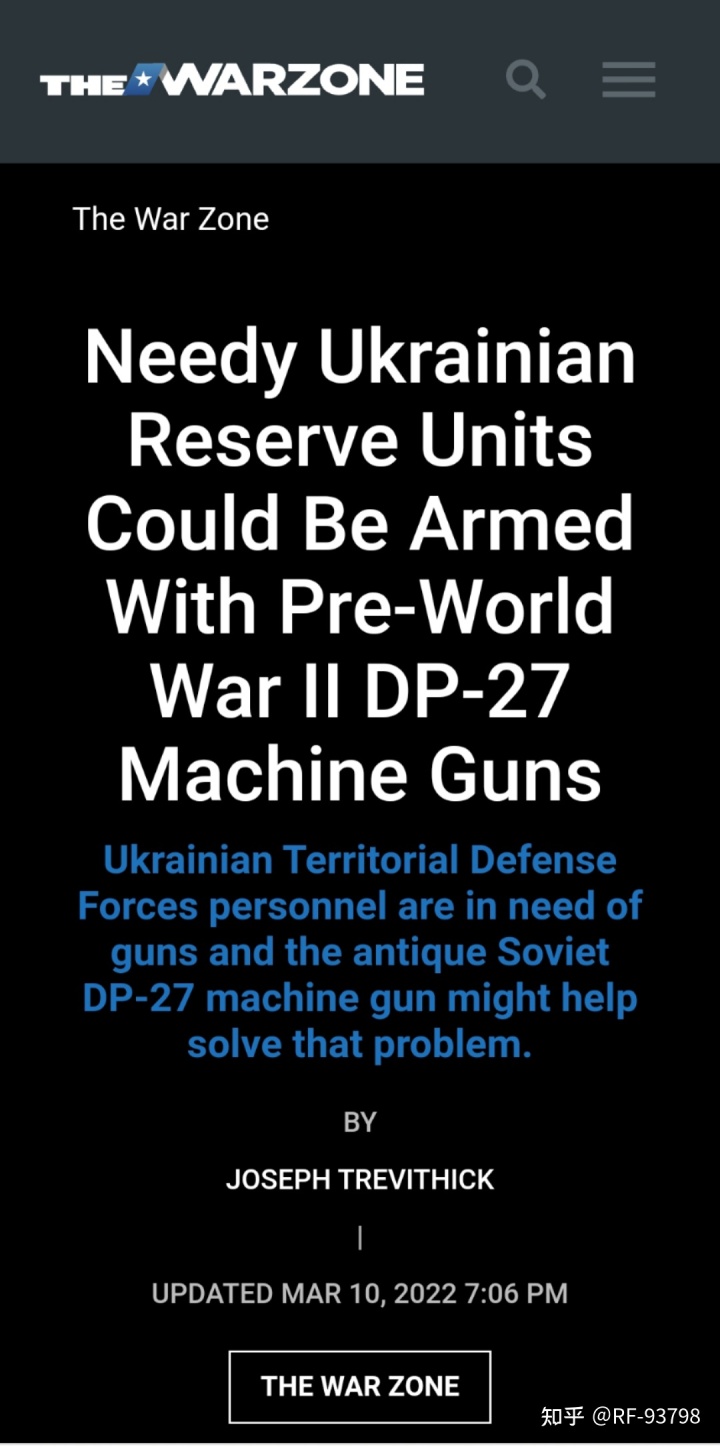 THE WARZONE
The War Zone
Needy Ukrainian
Reserve Units
Could Be Armed
With Pre-World
War II DP-27
Machine Guns
Ukrainian Territorial Defense
Forces personnel are in need of
guns and the antique Soviet
DP-27 machine gun might help
solve that problem.
BY
JOSEPH TREVITHICK
|
UPDATED MAR 10, 2022 7:06 PM
THE WAR ZONE
知乎 @RF-93798